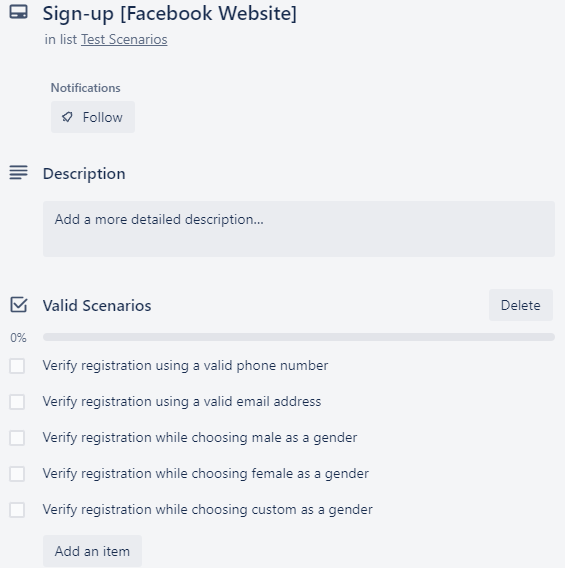 Sign-up [Facebook Website]
in list Test Scenarios
Notifications
Follow
Description
Add a more detailed description...
Valid Scenarios
Delete
0%
Verify registration using a valid phone number
Verify registration using a valid email address
Verify registration while choosing male as a gender
Verify registration while choosing female as a gender
Verify registration while choosing custom as a gender
Add an item